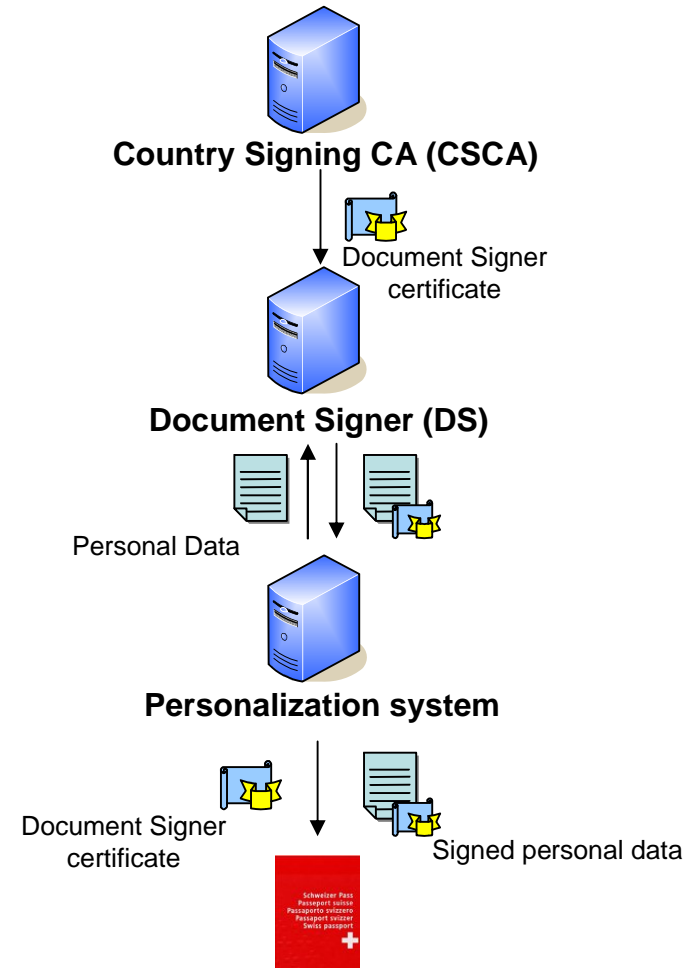 Country Signing CA (CSCA)
Document Signer
certificate
Document Signer (DS)
Personal Data
Personalization system
Document Signer
certificate
Signed personal data
Schweizer Pass
Passeport suisse
Passaporto svizzero
Passaport svizzer
Swiss passport